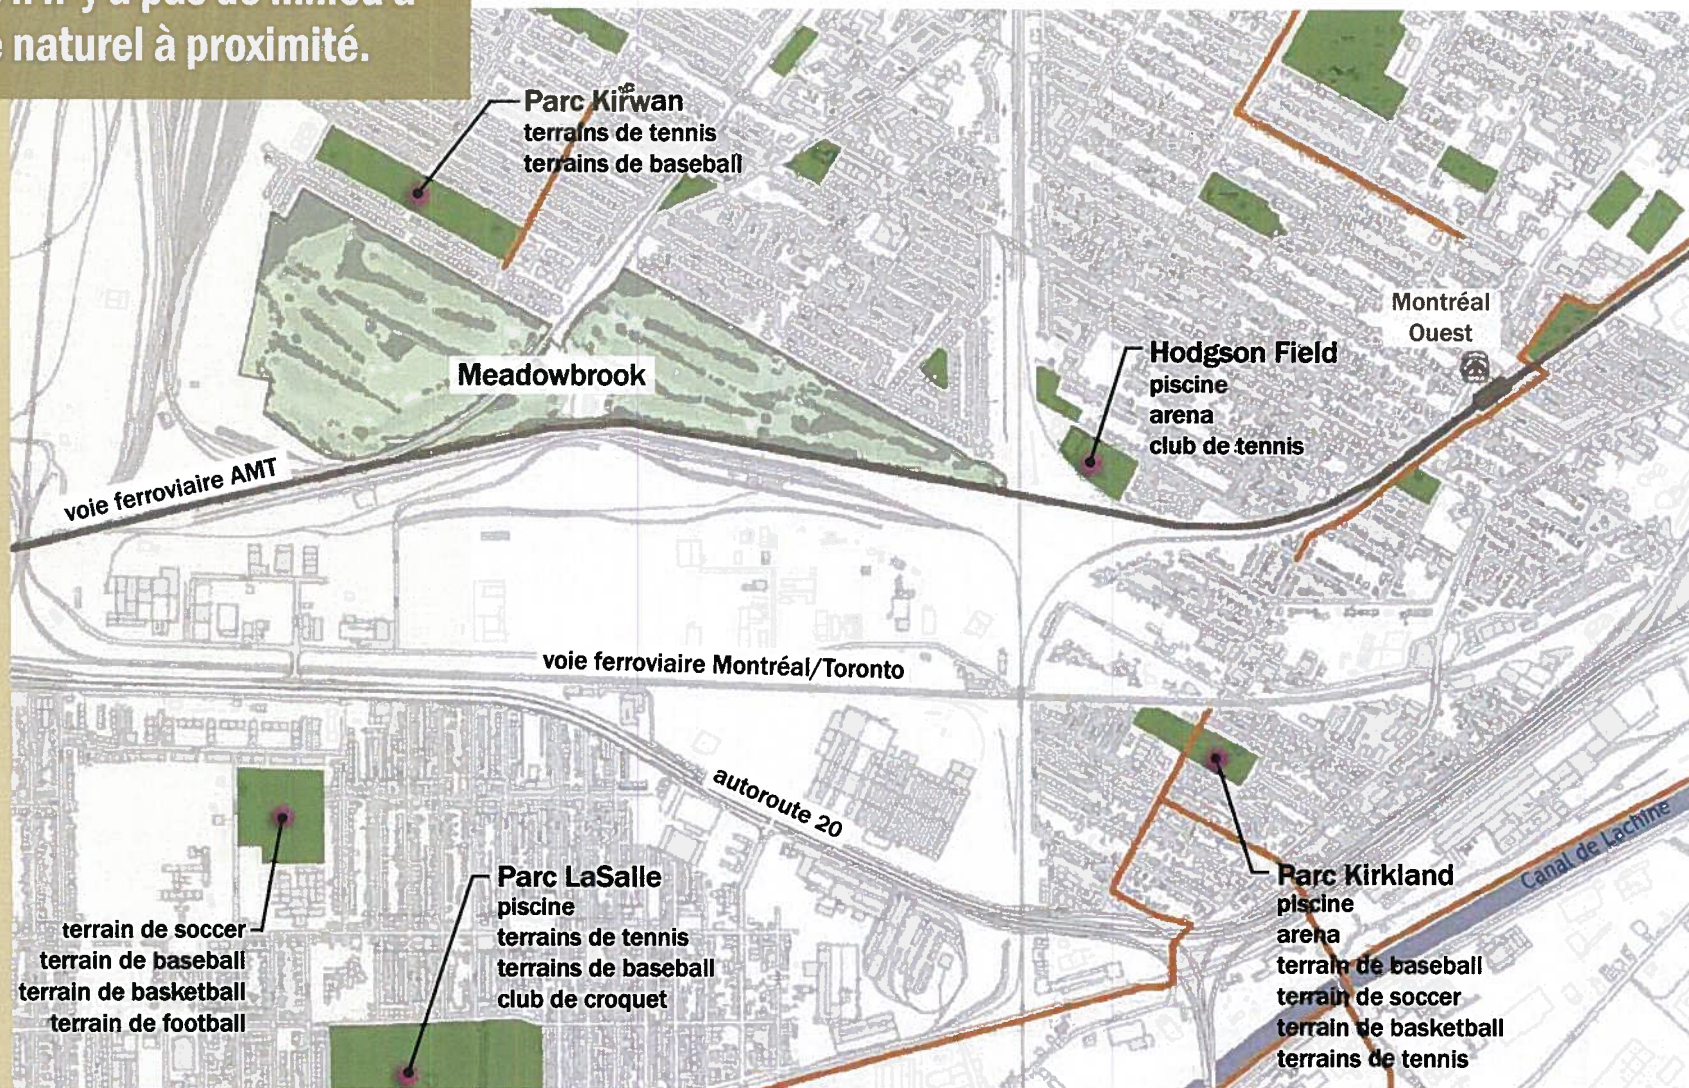 naturel à proximité.
Parc Kirwan
terrains de tennis
terrains de baseball
Montréal
Ouest
Hodgson Field
piscine
arena
club de tennis
Meadowbrook
voie ferroviaire AMT
voie ferroviaire Montréal/Toronto
autoroute 20
Canal de Lachine
terrain de soccer
terrain de baseball
terrain de basketball
terrain de football
Parc LaSalle
piscine
terrains de tennis
terrains de baseball
club de croquet
Parc Kirkland
piscine
arena
terrain de baseball
terrain de soccer
terrain de basketball
terrains de tennis